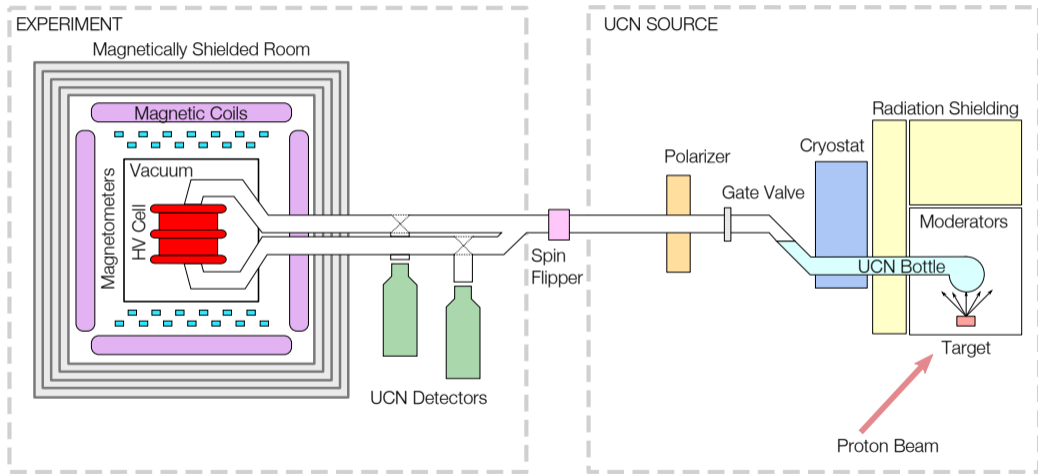 EXPERIMENT
Magnetically Shielded Room
Magnetic Coils
Vacuum
Magnetometers
HV Cell
UCN Detectors
Spin
Flipper
UCN SOURCE
Radiation Shielding
Cryostat
Polarizer
Gate Valve
Moderators
UCN Bottle
Target
Proton Beam